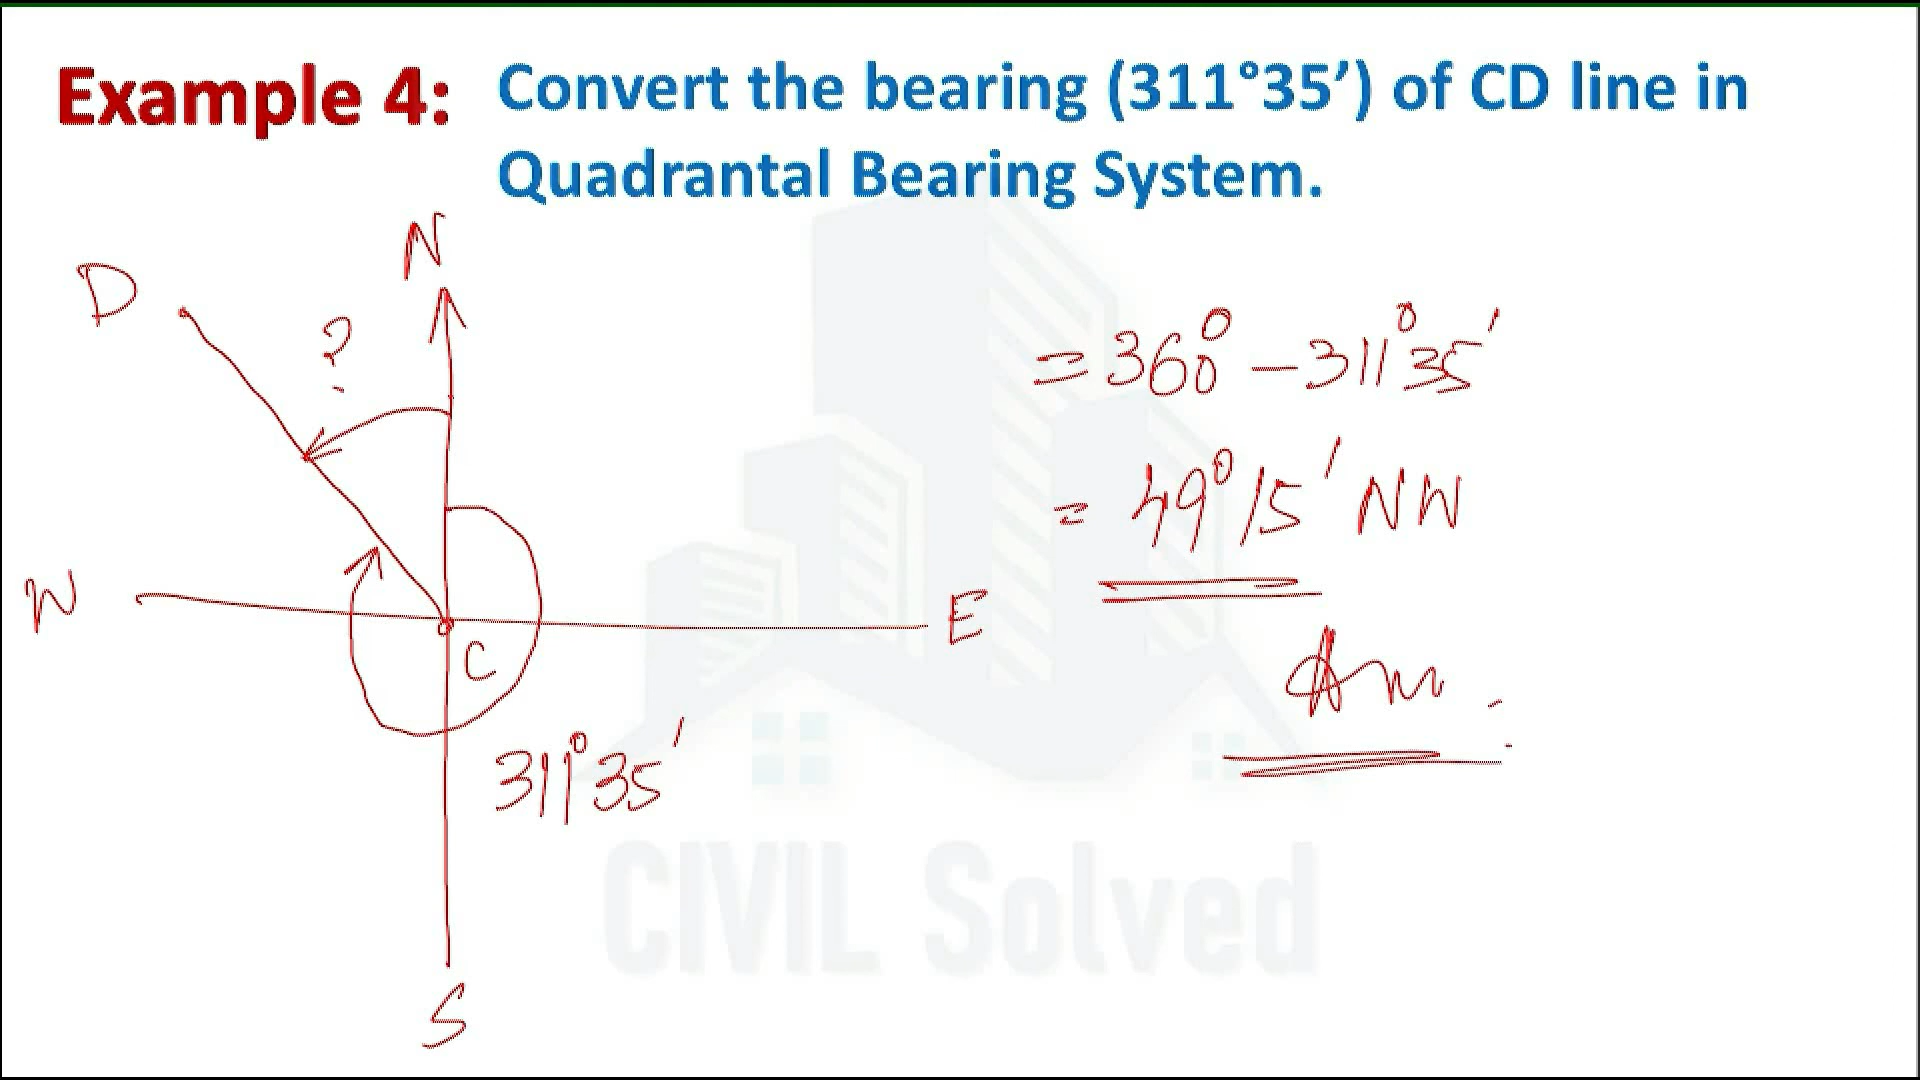 Example 4: Convert the bearing (311°35’) of CD line in
Quadrantal Bearing System.
N
D
?
= 360° - 311°35'
= 49°15' NW
W
E
C
Am.
311°35'
CIVIL Solved
S